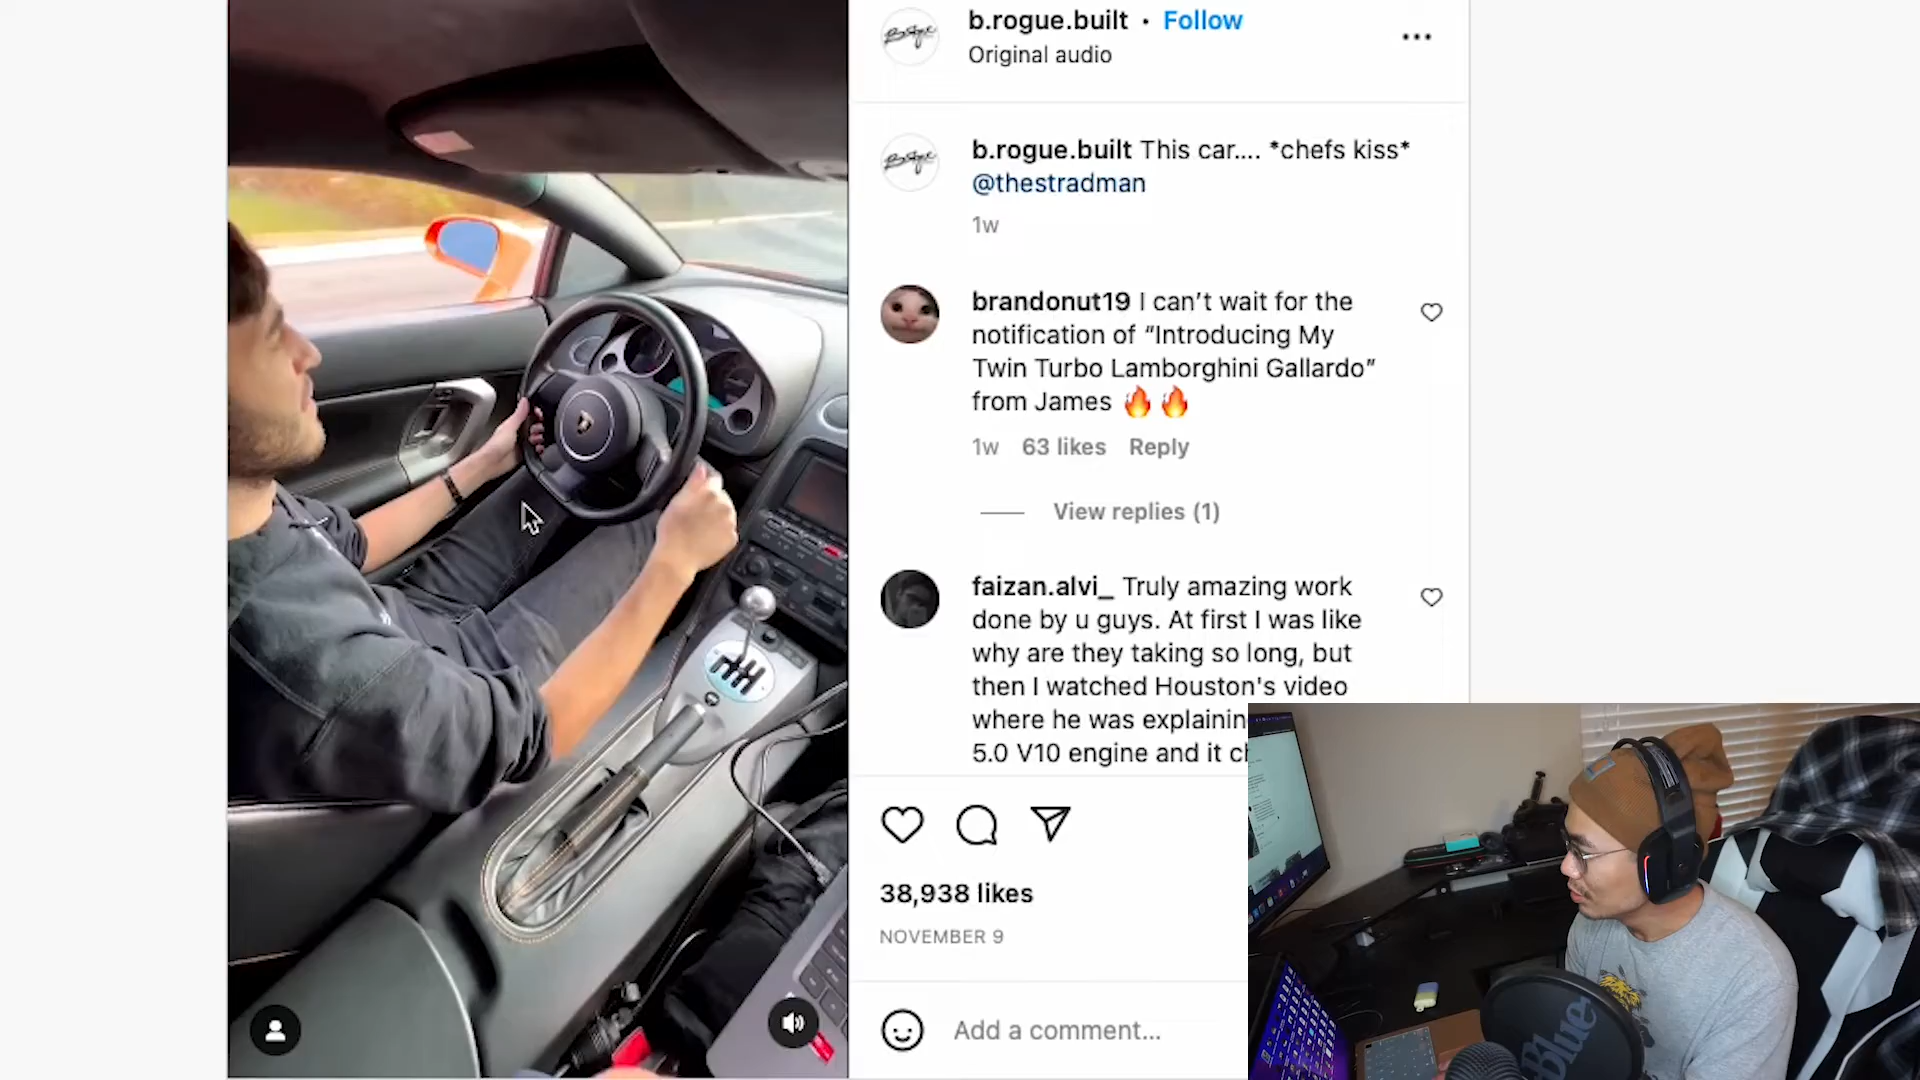 b.rogue.built • Follow
Original audio
b.rogue.built This car.... *chefs kiss*
@thestradman
1w
brandonut19 I can’t wait for the
notification of “Introducing My
Twin Turbo Lamborghini Gallardo”
from James 🔥🔥
1w 63 likes Reply
View replies (1)
faizan.alvi_ Truly amazing work
done by u guys. At first I was like
why are they taking so long, but
then I watched Houston's video
where he was explainin
5.0 V10 engine and it
38,938 likes
NOVEMBER 9
Add a comment...
Blue